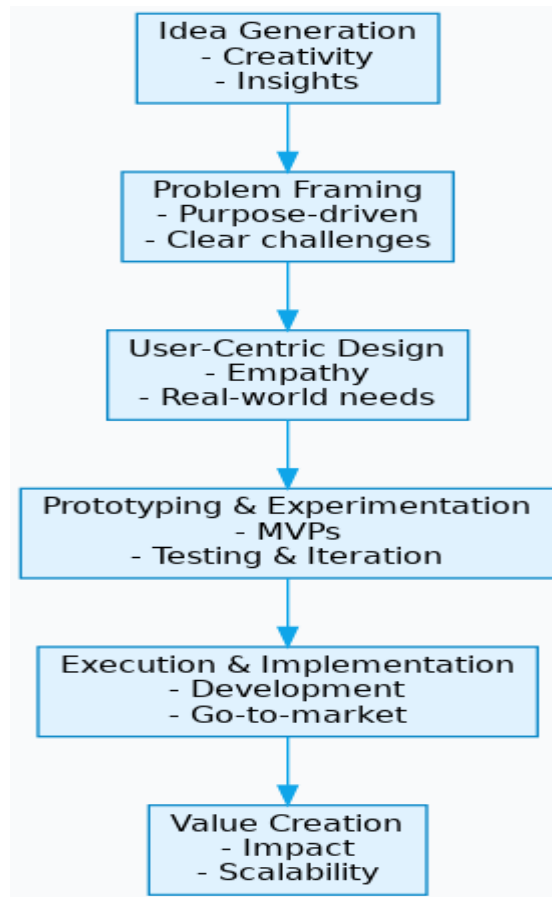 Idea Generation
- Creativity
- Insights
Problem Framing
- Purpose-driven
- Clear challenges
User-Centric Design
- Empathy
- Real-world needs
Prototyping & Experimentation
- MVPs
- Testing & Iteration
Execution & Implementation
- Development
- Go-to-market
Value Creation
- Impact
- Scalability